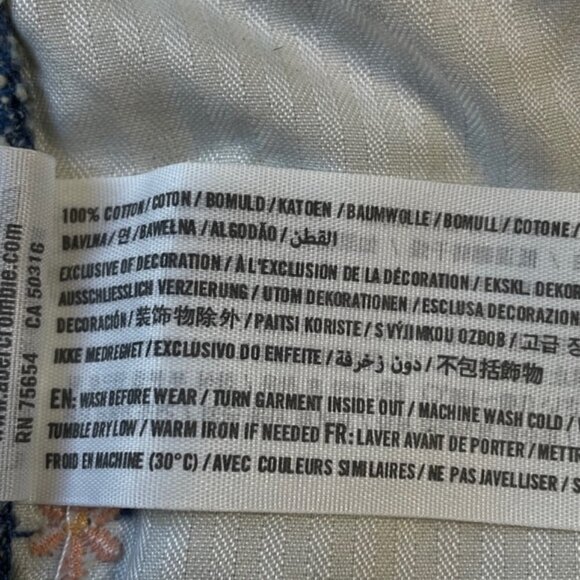 www.abercrombie.com
RN 75654 CA 50316
100% COTTON / COTON / BOMULD / KATOEN / BAUMWOLLE / BOMULL / COTONE /
BAVLNA / 면 / BAWEŁNA / ALGODÃO / القطن
EXCLUSIVE OF DECORATION / À L'EXCLUSION DE LA DÉCORATION / EKSKL. DEKOR
AUSSCHLIESSLICH VERZIERUNG / UTOM DEKORATIONEN / ESCLUSA DECORAZION
DECORACIÓN / 装饰物除外 / PAITSI KORISTE / S VÝJIMKOU OZDOB / 고급 장
IKKE MEDREGNET / EXCLUSIVO DO ENFEITE / دون زخرفة / 不包括飾物
EN: WASH BEFORE WEAR / TURN GARMENT INSIDE OUT / MACHINE WASH COLD /
TUMBLE DRY LOW / WARM IRON IF NEEDED FR: LAVER AVANT DE PORTER / METTR
FROID EN MACHINE (30°C) / AVEC COULEURS SIMILAIRES / NE PAS JAVELLISER / S